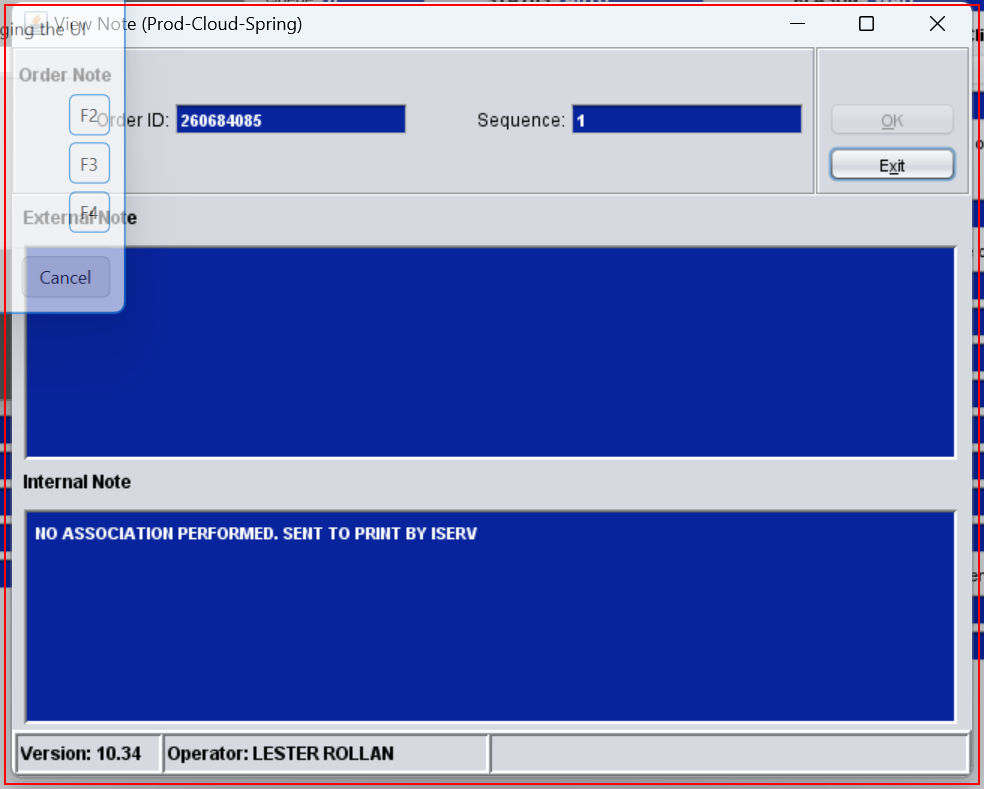 View Note (Prod-Cloud-Spring)
ging the UI
Order Note
F2
Order ID: 260684085 Sequence: 1
OK
F3
Exit
F4
External Note
Cancel
Internal Note
NO ASSOCIATION PERFORMED. SENT TO PRINT BY ISERV
Version: 10.34 Operator: LESTER ROLLAN